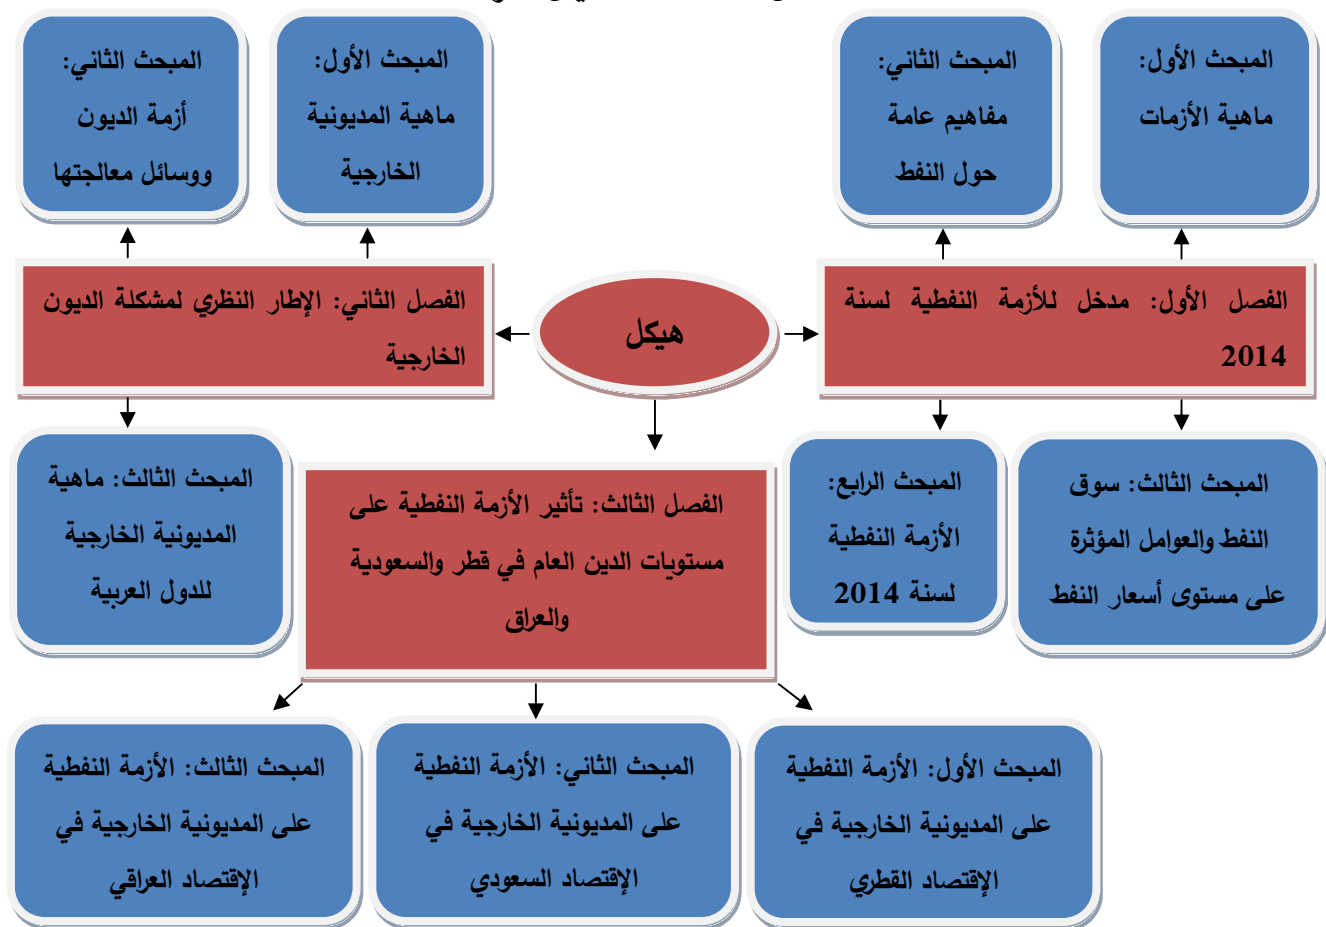 هيكل
الفصل الأول: مدخل للأزمة النفطية لسنة
2014
المبحث الأول:
ماهية الأزمات
المبحث الثاني:
مفاهيم عامة
حول النفط
المبحث الثالث: سوق
النفط والعوامل المؤثرة
على مستوى أسعار النفط
المبحث الرابع:
الأزمة النفطية
لسنة 2014
الفصل الثاني: الإطار النظري لمشكلة الديون
الخارجية
المبحث الأول:
ماهية المديونية
الخارجية
المبحث الثاني:
أزمة الديون
ووسائل معالجتها
المبحث الثالث: ماهية
المديونية الخارجية
للدول العربية
الفصل الثالث: تأثير الأزمة النفطية على
مستويات الدين العام في قطر والسعودية
والعراق
المبحث الأول: الأزمة النفطية
على المديونية الخارجية في
الإقتصاد القطري
المبحث الثاني: الأزمة النفطية
على المديونية الخارجية في
الإقتصاد السعودي
المبحث الثالث: الأزمة النفطية
على المديونية الخارجية في
الإقتصاد العراقي